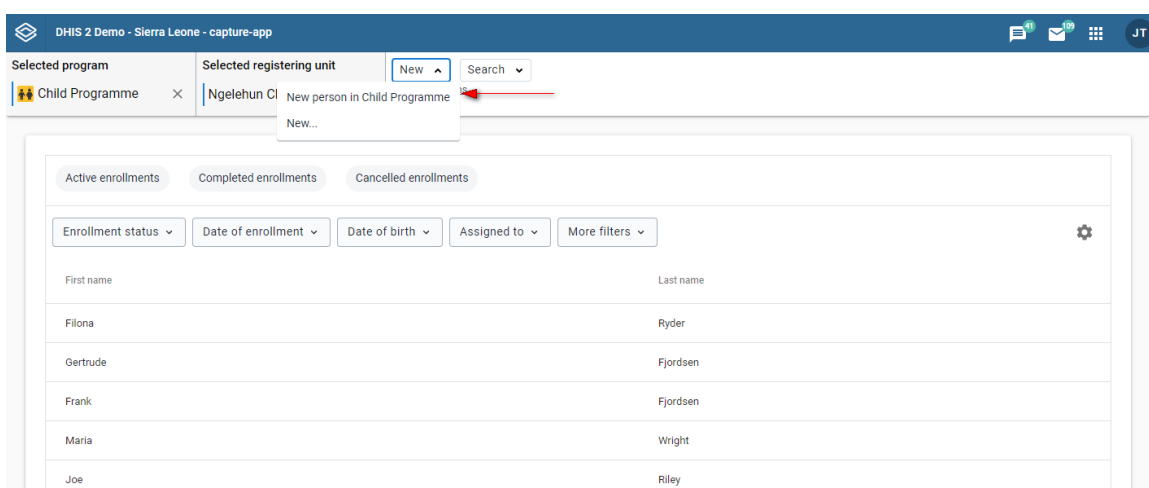 DHIS 2 Demo - Sierra Leone - capture-app
41
109
JT
Selected program
Selected registering unit
New
Search
Child Programme
Ngelehun C
New person in Child Programme
New...
Active enrollments
Completed enrollments
Cancelled enrollments
Enrollment status
Date of enrollment
Date of birth
Assigned to
More filters
First name
Last name
Filona
Ryder
Gertrude
Fjordsen
Frank
Fjordsen
Maria
Wright
Joe
Riley